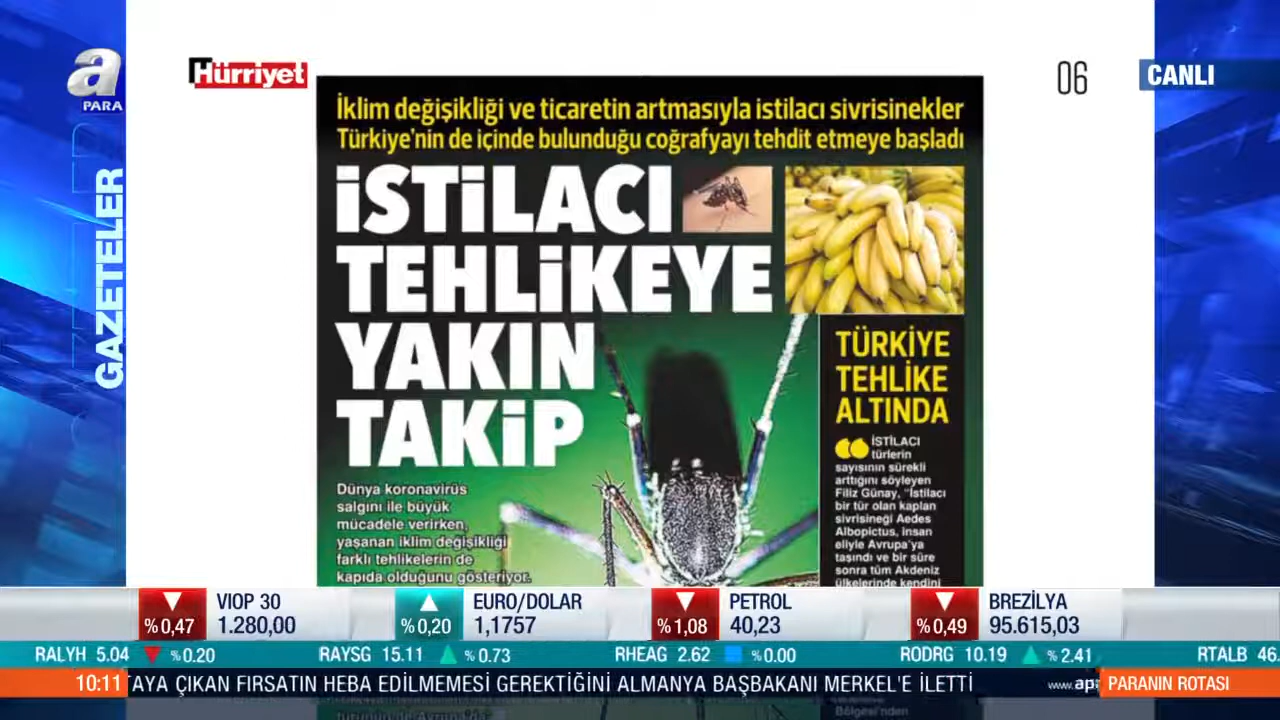 a
PARA
GAZETELER
Hürriyet
06
CANLI
İklim değişikliği ve ticaretin artmasıyla istilacı sivrisinekler
Türkiye'nin de içinde bulunduğu coğrafyayı tehdit etmeye başladı
İSTİLACI
TEHLİKEYE
YAKIN
TAKİP
Dünya koronavirüs
salgını ile büyük
mücadele verirken,
yaşanan iklim değişikliği
farklı tehlikelerin de
kapıda olduğunu gösteriyor.
TÜRKİYE
TEHLİKE
ALTINDA
İSTİLACI
türlerin
sayısının sürekli
arttığını söyleyen
Filiz Günay, "İstilacı
bir tür olan kaplan
sivrisineği Aedes
Albopictus, insan
eliyle Avrupa'ya
taşındı ve bir süre
sonra tüm Akdeniz
ülkelerinde kendini
%0,47 VIOP 30 1.280,00
%0,20 EURO/DOLAR 1,1757
%1,08 PETROL 40,23
%0,49 BREZİLYA 95.615,03
RALYH 5.04 %0.20 RAYSG 15.11 %0.73 RHEAG 2.62 %0.00 RODRG 10.19 %2.41 RTALB 46.
10:11 TAYA ÇIKAN FIRSATIN HEBA EDİLMEMESİ GEREKTİĞİNİ ALMANYA BAŞBAKANI MERKEL'E İLETTİ www.apa PARANIN ROTASI
Bölgesi'nden